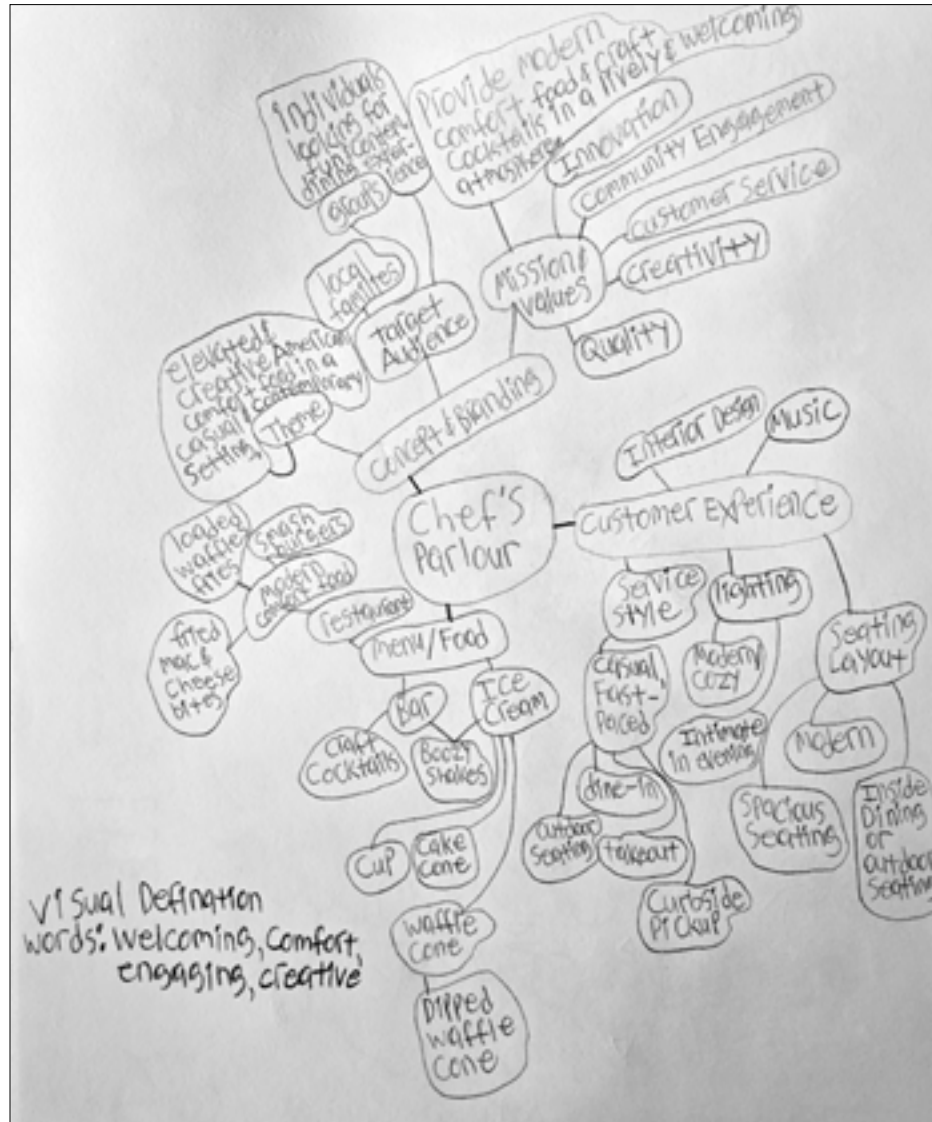 Provide modern
comfort food & craft
cocktails in a lively & welcoming
atmosphere
Innovation
Community Engagement
Customer Service
Creativity
Quality
Mission &
Values
individuals
looking for
dining exper-
ience
groups
local
families
Target
Audience
elevated &
creative American
comfort food in a
casual & contemporary
setting
Theme
Concept & Branding
Chef's
Parlour
Interior Design
Music
Customer Experience
Service
Style
Casual,
Fast-
Paced
dine-in
Outdoor
Seating
takeout
Curbside
Pickup
lighting
Modern/
cozy
Intimate
in evening
Seating
Layout
Modern
Spacious
Seating
Inside
Dining
or
outdoor
Seating
loaded
waffle
fries
Smash
burgers
Modern
comfort food
fried
mac &
cheese
bites
restaurant
Menu/Food
Bar
Craft
Cocktails
Boozy
Shakes
Ice
Cream
Cup
Cake
Cone
Waffle
Cone
Dipped
Waffle
Cone
Visual Defination
words: Welcoming, Comfort,
engaging, creative